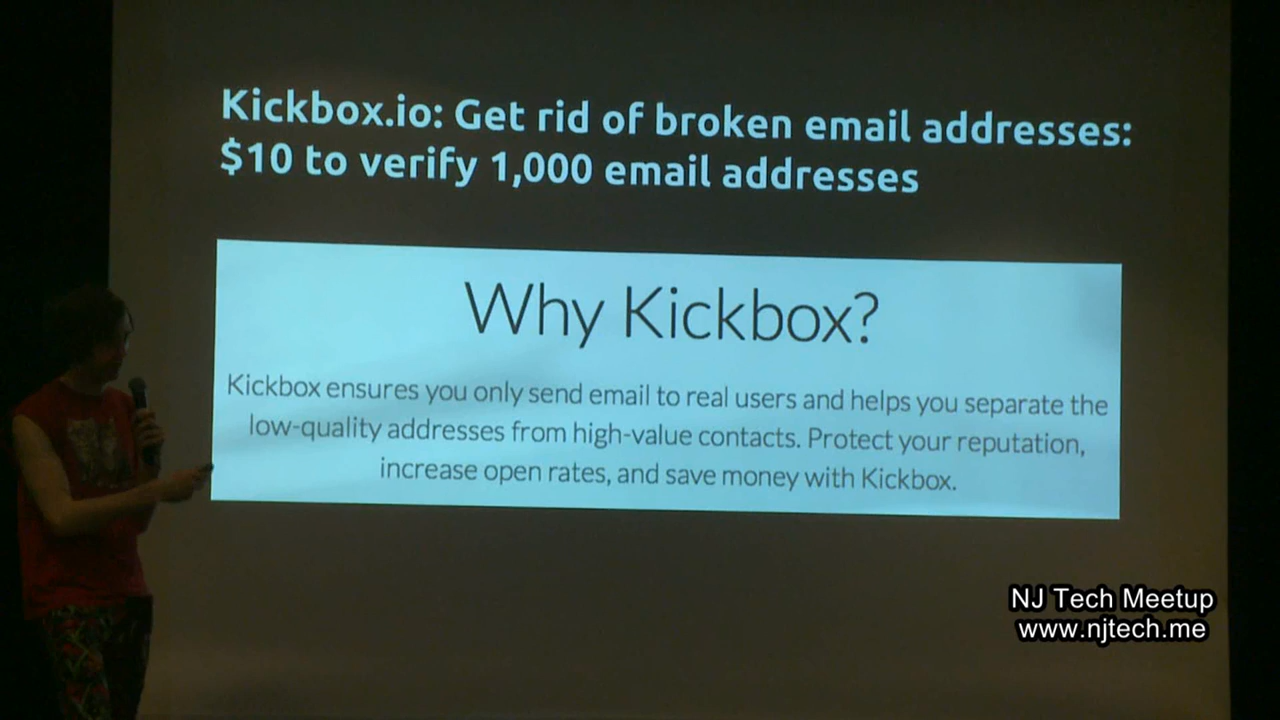 Kickbox.io: Get rid of broken email addresses:
$10 to verify 1,000 email addresses
Why Kickbox?
Kickbox ensures you only send email to real users and helps you separate the
low-quality addresses from high-value contacts. Protect your reputation,
increase open rates, and save money with Kickbox.
NJ Tech Meetup
www.njtech.me